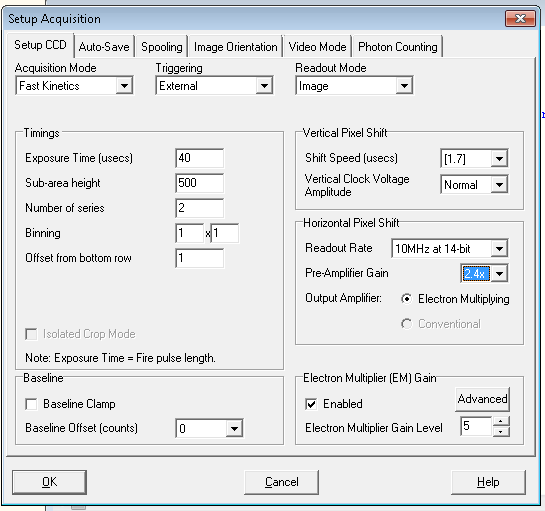 Setup Acquisition
Setup CCD Auto-Save Spooling Image Orientation Video Mode Photon Counting
Acquisition Mode Triggering Readout Mode
Fast Kinetics External Image
Timings
Exposure Time (usecs) 40
Sub-area height 500
Number of series 2
Binning 1 x 1
Offset from bottom row 1
Isolated Crop Mode
Note: Exposure Time = Fire pulse length.
Vertical Pixel Shift
Shift Speed (usecs) [1.7]
Vertical Clock Voltage
Amplitude Normal
Horizontal Pixel Shift
Readout Rate 10MHz at 14-bit
Pre-Amplifier Gain 2.4x
Output Amplifier: Electron Multiplying
Conventional
Baseline
Baseline Clamp
Baseline Offset (counts) 0
Electron Multiplier (EM) Gain
Enabled Advanced
Electron Multiplier Gain Level 5
OK Cancel Help